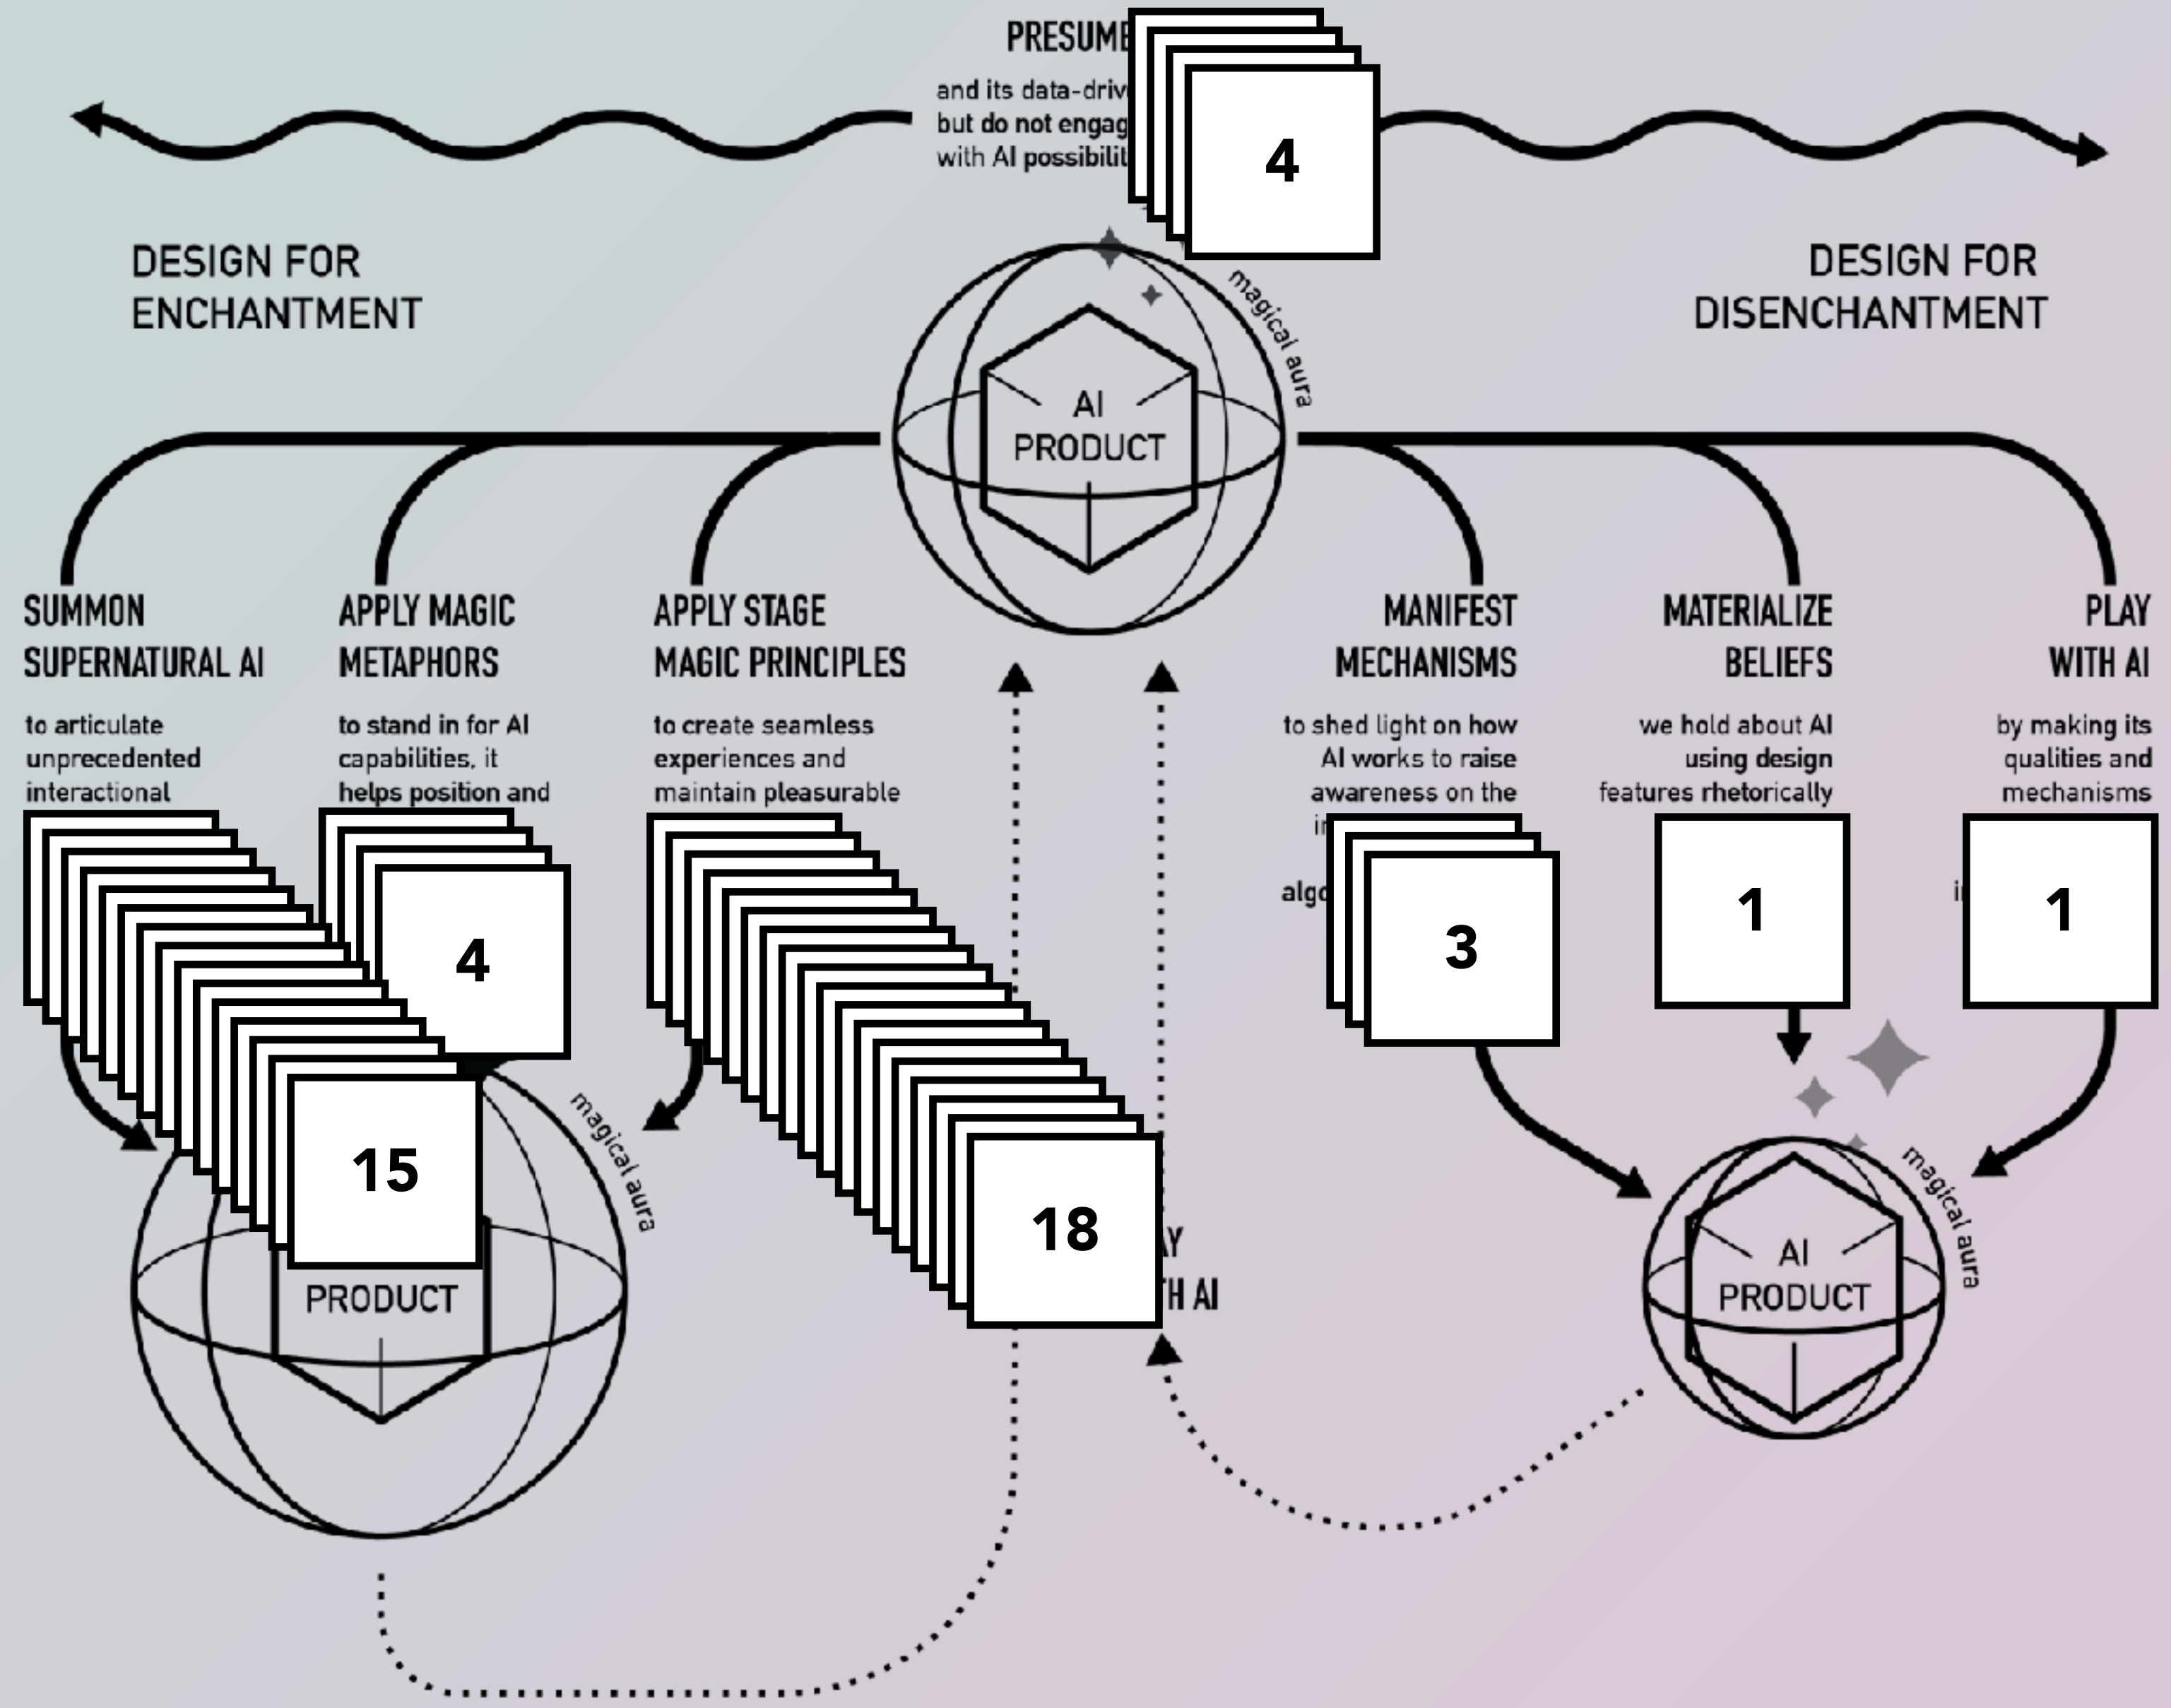 PRESUME
and its data-driv
but do not engag
with AI possibilit
4
DESIGN FOR
ENCHANTMENT
DESIGN FOR
DISENCHANTMENT
magical aura
AI
PRODUCT
SUMMON
SUPERNATURAL AI
to articulate
unprecedented
interactional
15
APPLY MAGIC
METAPHORS
to stand in for AI
capabilities, it
helps position and
4
APPLY STAGE
MAGIC PRINCIPLES
to create seamless
experiences and
maintain pleasurable
18
MANIFEST
MECHANISMS
to shed light on how
AI works to raise
awareness on the
algo
3
MATERIALIZE
BELIEFS
we hold about AI
using design
features rhetorically
1
PLAY
WITH AI
by making its
qualities and
mechanisms
1
magical aura
PRODUCT
AY
TH AI
magical aura
AI
PRODUCT